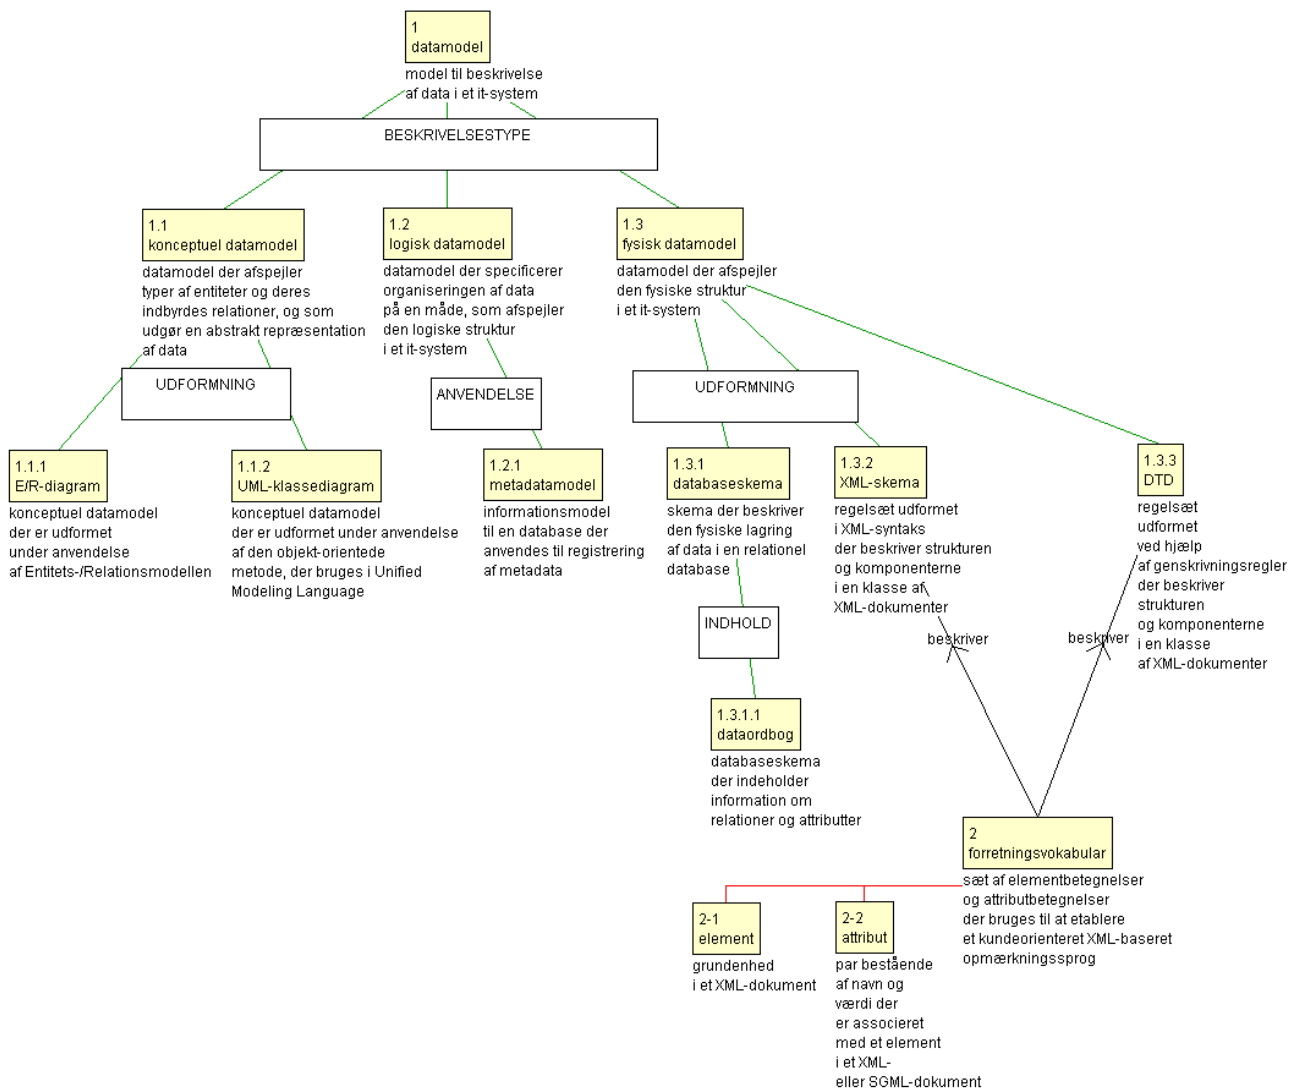 1
datamodel
model til beskrivelse
af data i et it-system
BESKRIVELSESTYPE
1.1
konceptuel datamodel
datamodel der afspejler
typer af entiteter og deres
indbyrdes relationer, og som
udgør en abstrakt repræsentation
af data
1.2
logisk datamodel
datamodel der specificerer
organiseringen af data
på en måde, som afspejler
den logiske struktur
i et it-system
1.3
fysisk datamodel
datamodel der afspejler
den fysiske struktur
i et it-system
UDFORMNING
ANVENDELSE
UDFORMNING
1.1.1
E/R-diagram
konceptuel datamodel
der er udformet
under anvendelse
af Entitets-/Relationsmodellen
1.1.2
UML-klassediagram
konceptuel datamodel
der er udformet under anvendelse
af den objekt-orientede
metode, der bruges i Unified
Modeling Language
1.2.1
metadatamodel
informationsmodel
til en database der
anvendes til registrering
af metadata
1.3.1
databaseskema
skema der beskriver
den fysiske lagring
af data i en relationel
database
1.3.2
XML-skema
regelsæt udformet
i XML-syntaks
der beskriver strukturen
og komponenterne
i en klasse af
XML-dokumenter
1.3.3
DTD
regelsæt
udformet
ved hjælp
af genskrivningsregler
der beskriver
strukturen
og komponenterne
i en klasse
af XML-dokumenter
INDHOLD
beskriver
beskriver
1.3.1.1
dataordbog
databaseskema
der indeholder
information om
relationer og attributter
2
forretningsvokabular
sæt af elementbetegnelser
og attributbetegnelser
der bruges til at etablere
et kundeorienteret XML-baseret
opmærkningssprog
2-1
element
grundenhed
i et XML-dokument
2-2
attribut
par bestående
af navn og
værdi der
er associeret
med et element
i et XML-
eller SGML-dokument